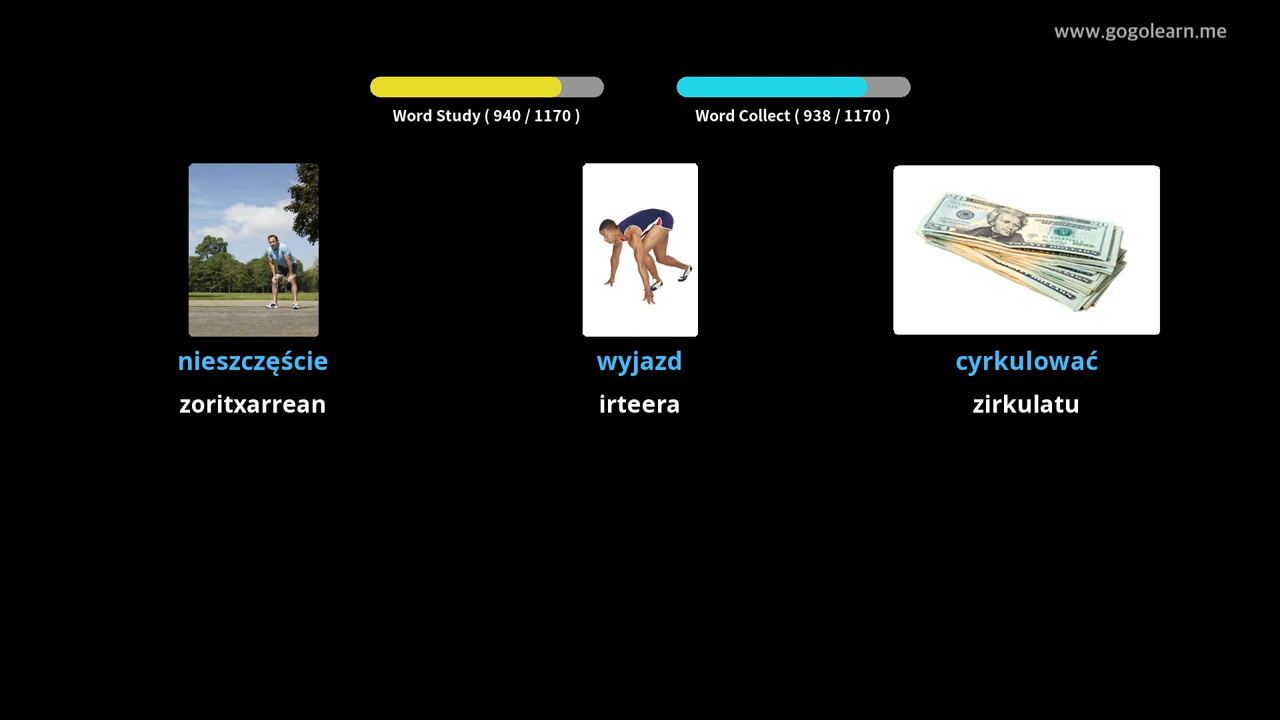 www.gogolearn.me
Word Study ( 940 / 1170 )
Word Collect ( 938 / 1170 )
nieszczęście
wyjazd
cyrkulować
zoritxarrean
irteera
zirkulatu